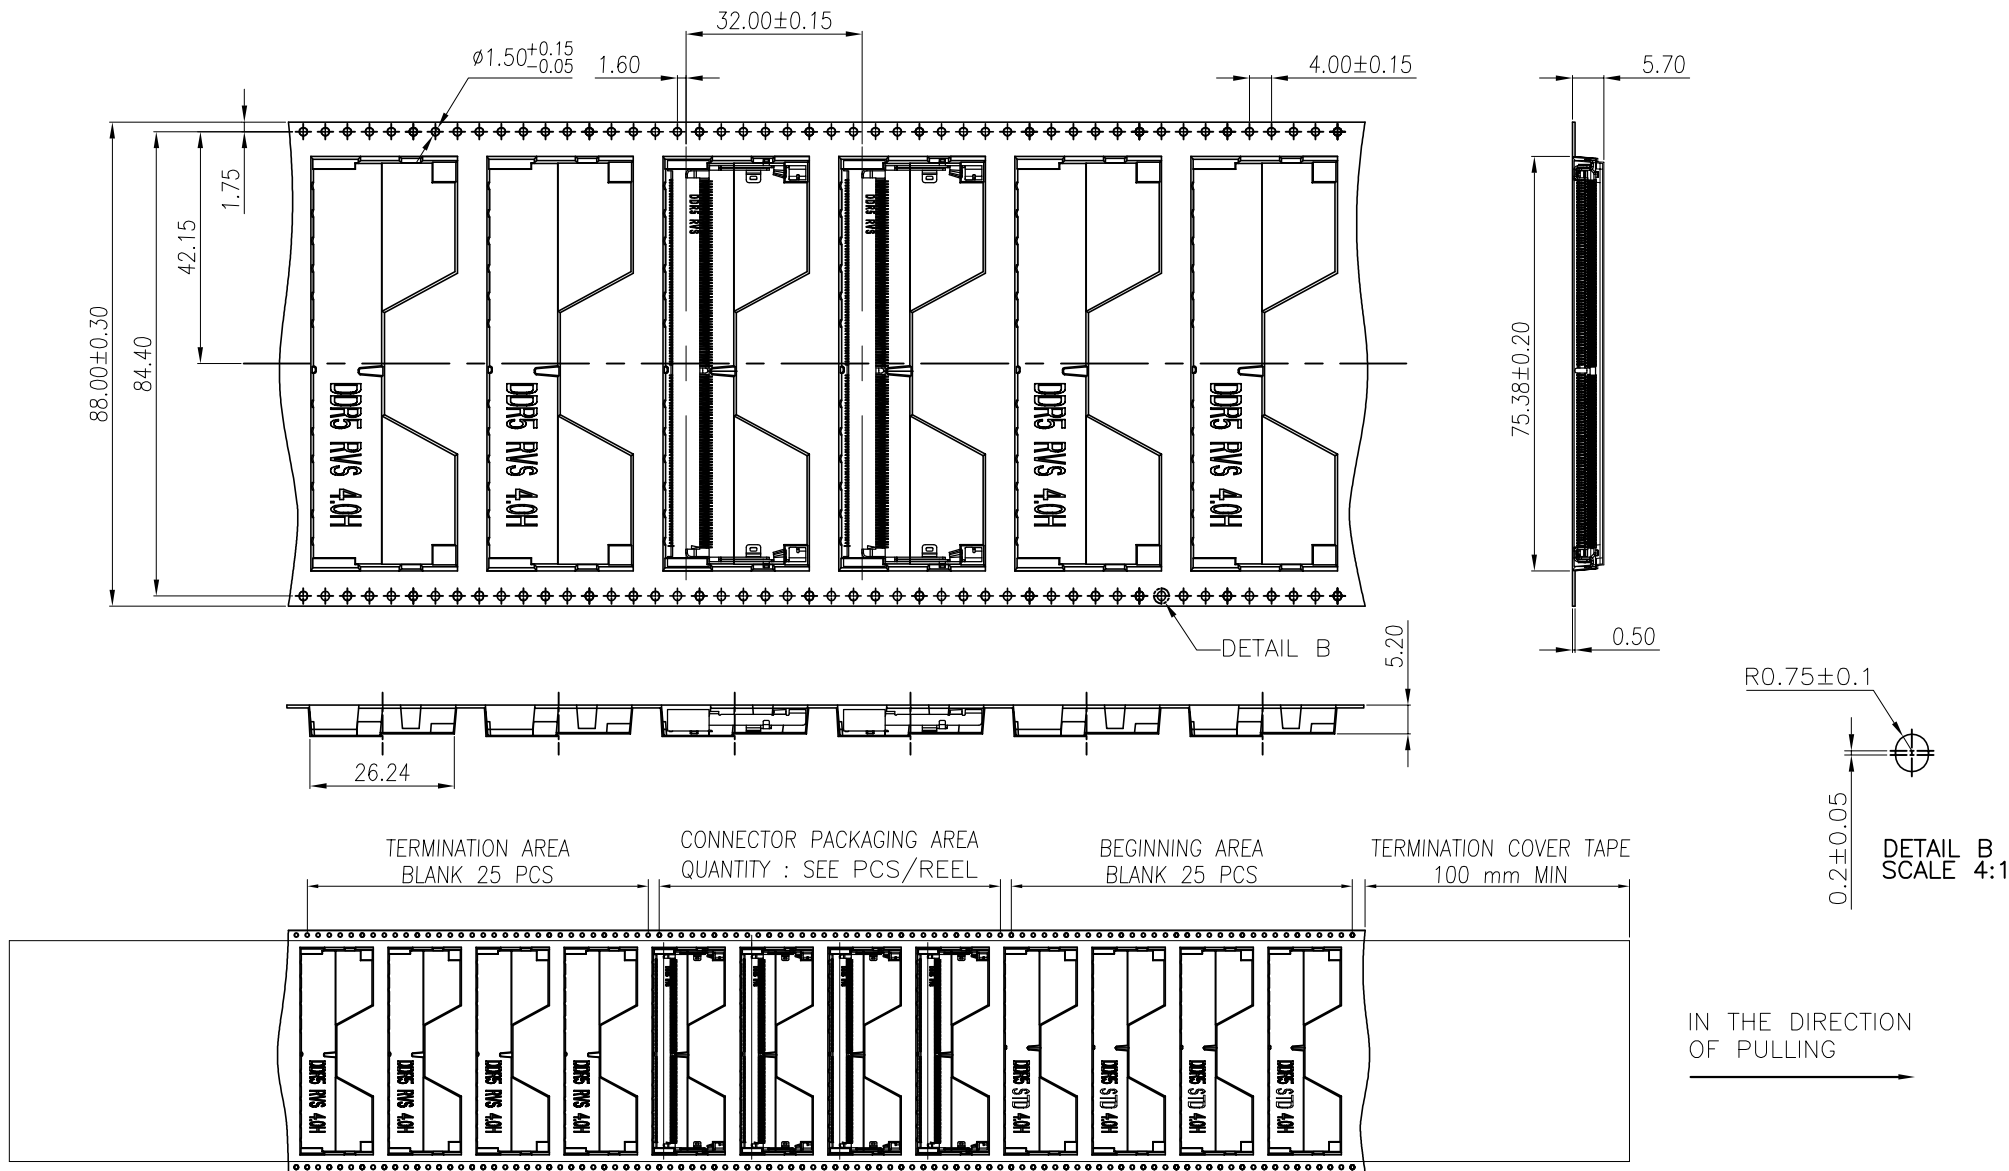 32.00±0.15
ø1.50+0.15
-0.05
1.60
4.00±0.15
5.70
1.75
42.15
84.40
88.00±0.30
75.38±0.20
DDR5 RVS
DDR5 RVS
DDR5 RVS 4.0H
DDR5 RVS 4.0H
DDR5 RVS 4.0H
DDR5 RVS 4.0H
DETAIL B
5.20
0.50
26.24
R0.75±0.1
0.2±0.05
DETAIL B
SCALE 4:1
TERMINATION AREA
BLANK 25 PCS
CONNECTOR PACKAGING AREA
QUANTITY : SEE PCS/REEL
BEGINNING AREA
BLANK 25 PCS
TERMINATION COVER TAPE
100 mm MIN
DDR5 RVS 4.0H
DDR5 RVS 4.0H
DDR5 RVS 4.0H
DDR5 RVS 4.0H
DDR5 STD 4.0H
DDR5 STD 4.0H
DDR5 STD 4.0H
DDR5 STD 4.0H
IN THE DIRECTION
OF PULLING